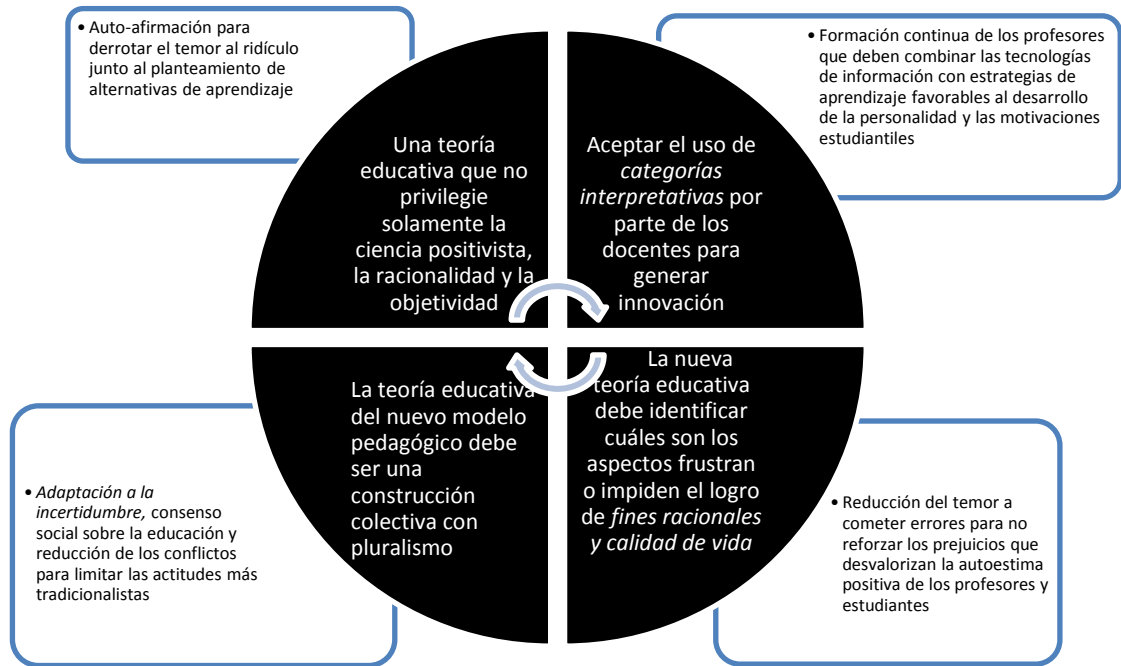 • Auto-afirmación para
derrotar el temor al ridículo
junto al planteamiento de
alternativas de aprendizaje
• Formación continua de los profesores
que deben combinar las tecnologías
de información con estrategias de
aprendizaje favorables al desarrollo
de la personalidad y las motivaciones
estudiantiles
Una teoría
educativa que no
privilegie
solamente la
ciencia positivista,
la racionalidad y la
objetividad
Aceptar el uso de
categorías
interpretativas por
parte de los
docentes para
generar
innovación
La teoría educativa
del nuevo modelo
pedagógico debe
ser una
construcción
colectiva con
pluralismo
La nueva
teoría educativa
debe identificar
cuáles son los
aspectos frustran
o impiden el logro
de fines racionales
y calidad de vida
• Adaptación a la
incertidumbre, consenso
social sobre la educación y
reducción de los conflictos
para limitar las actitudes más
tradicionalistas
• Reducción del temor a
cometer errores para no
reforzar los prejuicios que
desvalorizan la autoestima
positiva de los profesores y
estudiantes